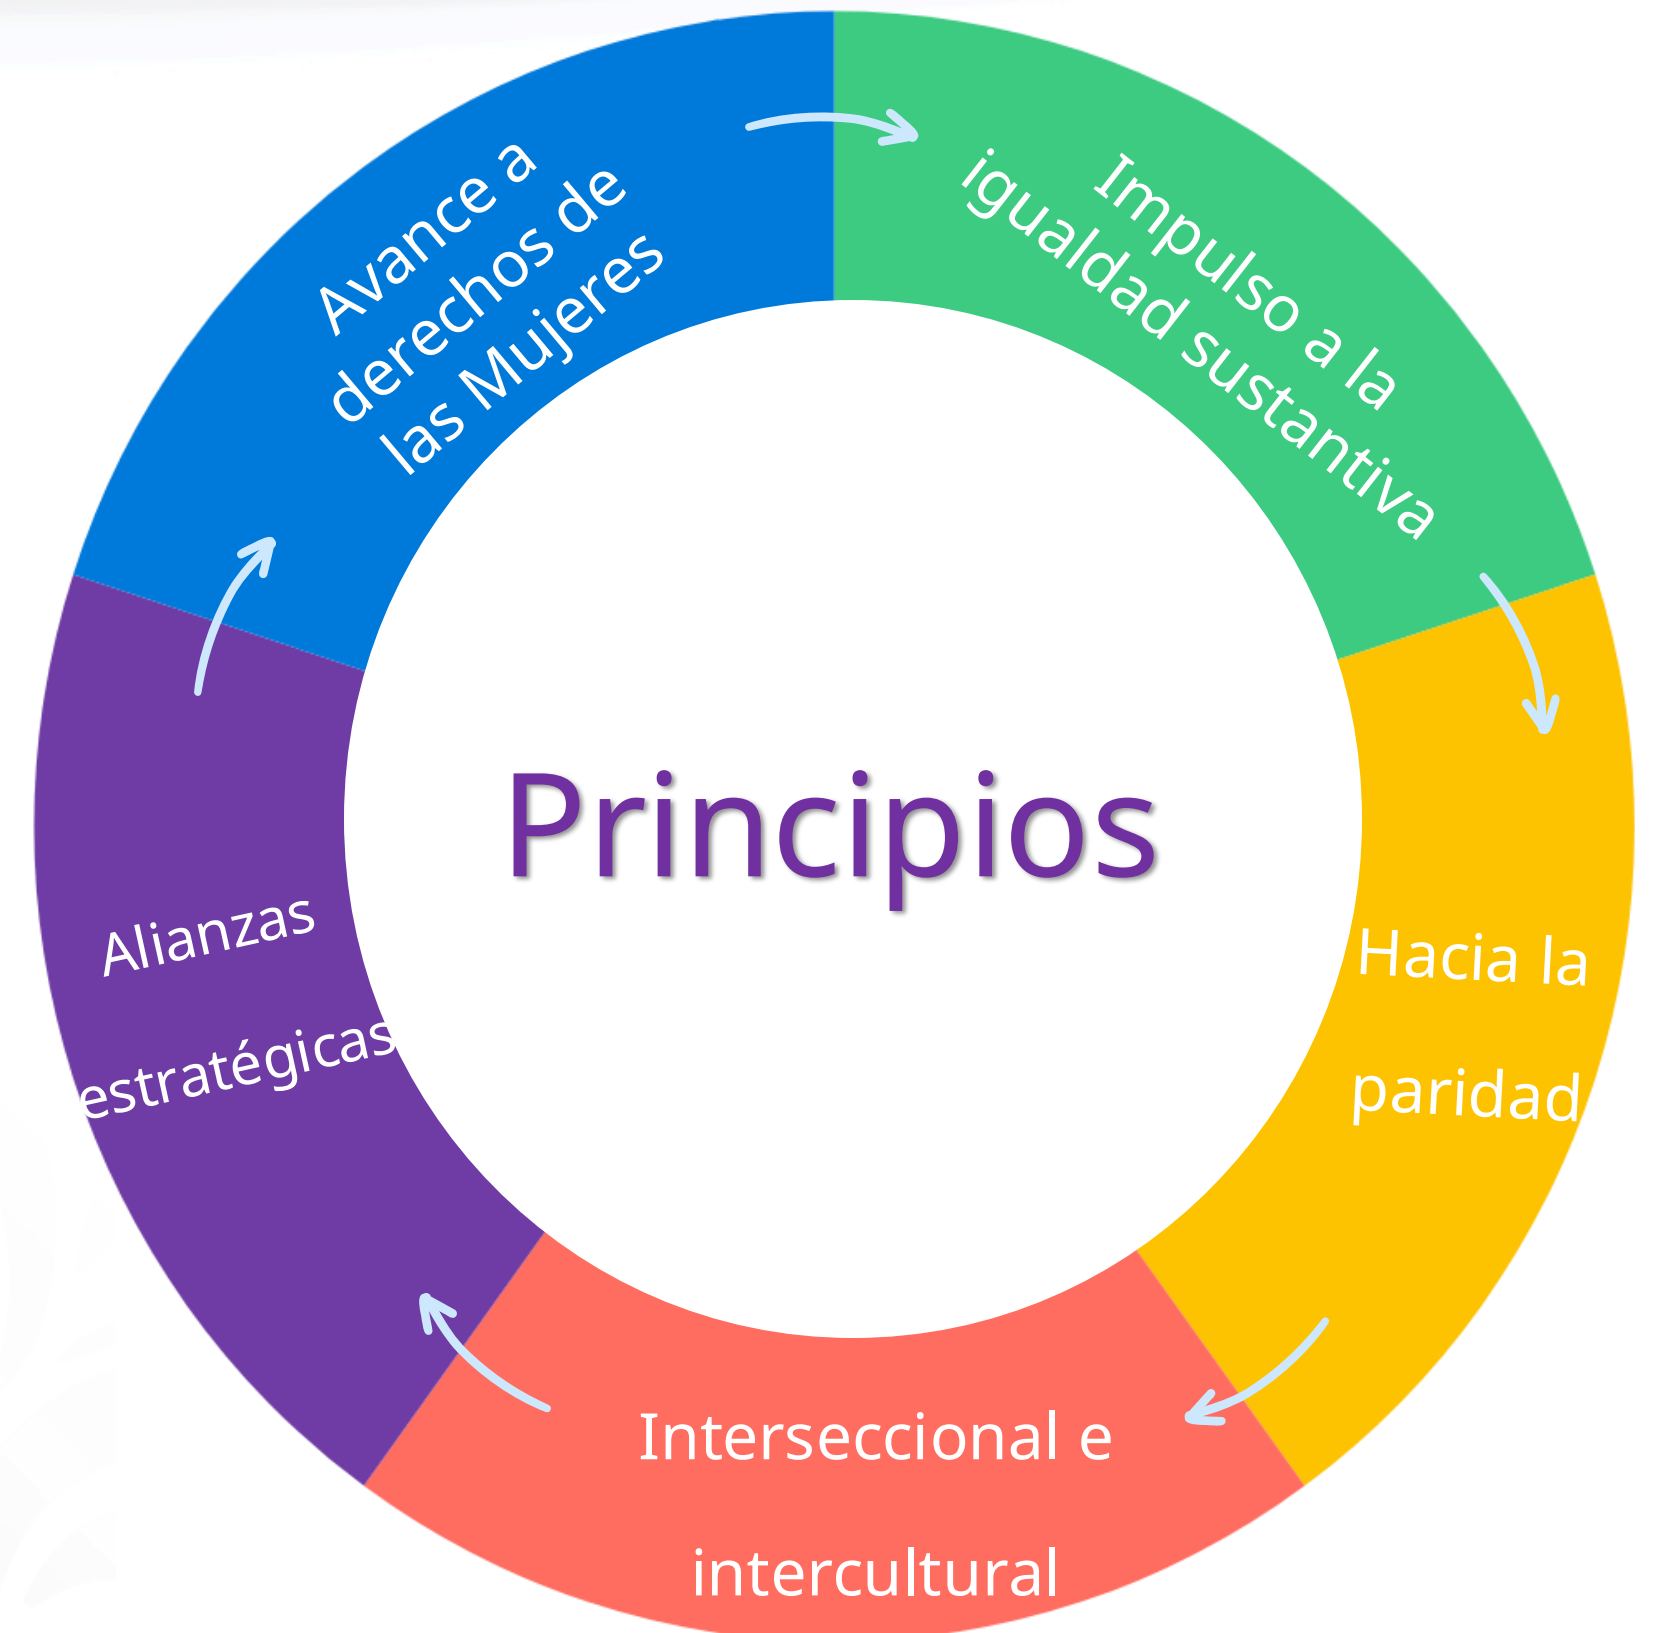 Avance a
derechos de
las Mujeres
Impulso a la
igualdad sustantiva
Principios
Hacia la
paridad
Interseccional e
intercultural
Alianzas
estratégicas